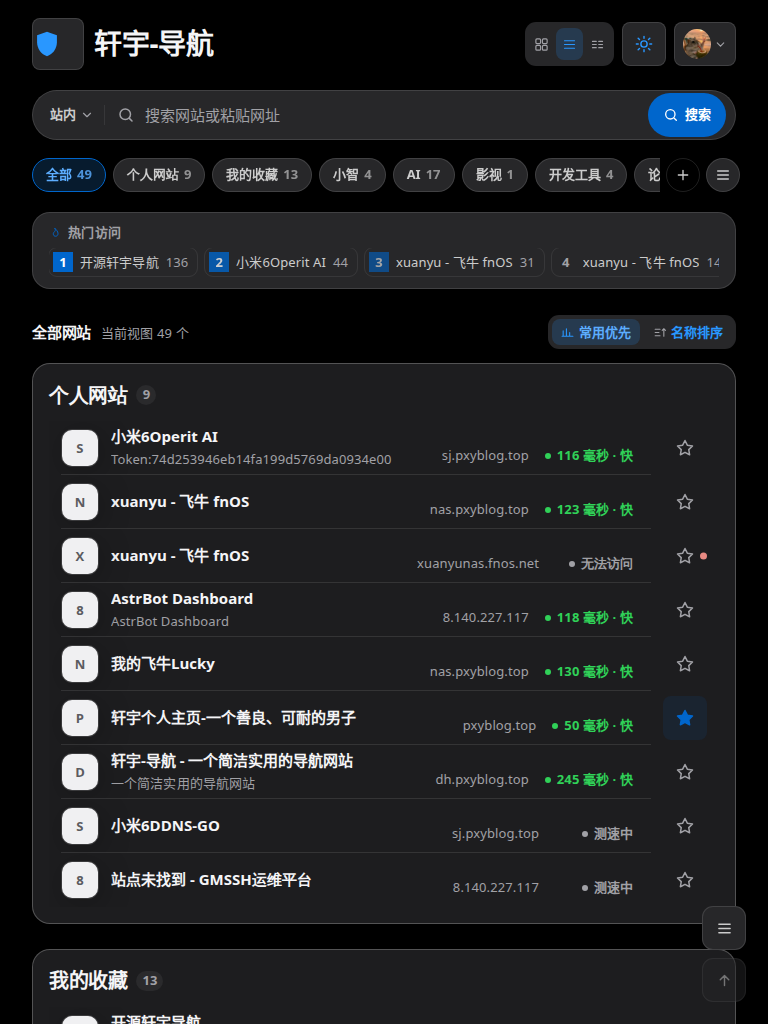 轩宇-导航
站内 搜索网站或粘贴网址 搜索
全部 49 个人网站 9 我的收藏 13 小智 4 AI 17 影视 1 开发工具 4 论
热门访问
1 开源轩宇导航 136 2 小米6Operit AI 44 3 xuanyu - 飞牛 fnOS 31 4 xuanyu - 飞牛 fnOS 14
全部网站 当前视图 49 个 常用优先 名称排序
个人网站 9
S 小米6Operit AI
Token:74d253946eb14fa199d5769da0934e00 sj.pxyblog.top 116 毫秒 · 快
N xuanyu - 飞牛 fnOS nas.pxyblog.top 123 毫秒 · 快
X xuanyu - 飞牛 fnOS xuanyunas.fnos.net 无法访问
8 AstrBot Dashboard
AstrBot Dashboard 8.140.227.117 118 毫秒 · 快
N 我的飞牛Lucky nas.pxyblog.top 130 毫秒 · 快
P 轩宇个人主页-一个善良、可耐的男子 pxyblog.top 50 毫秒 · 快
D 轩宇-导航 - 一个简洁实用的导航网站
一个简洁实用的导航网站 dh.pxyblog.top 245 毫秒 · 快
S 小米6DDNS-GO sj.pxyblog.top 测速中
8 站点未找到 - GMSSH运维平台 8.140.227.117 测速中
我的收藏 13
开源轩宇导航